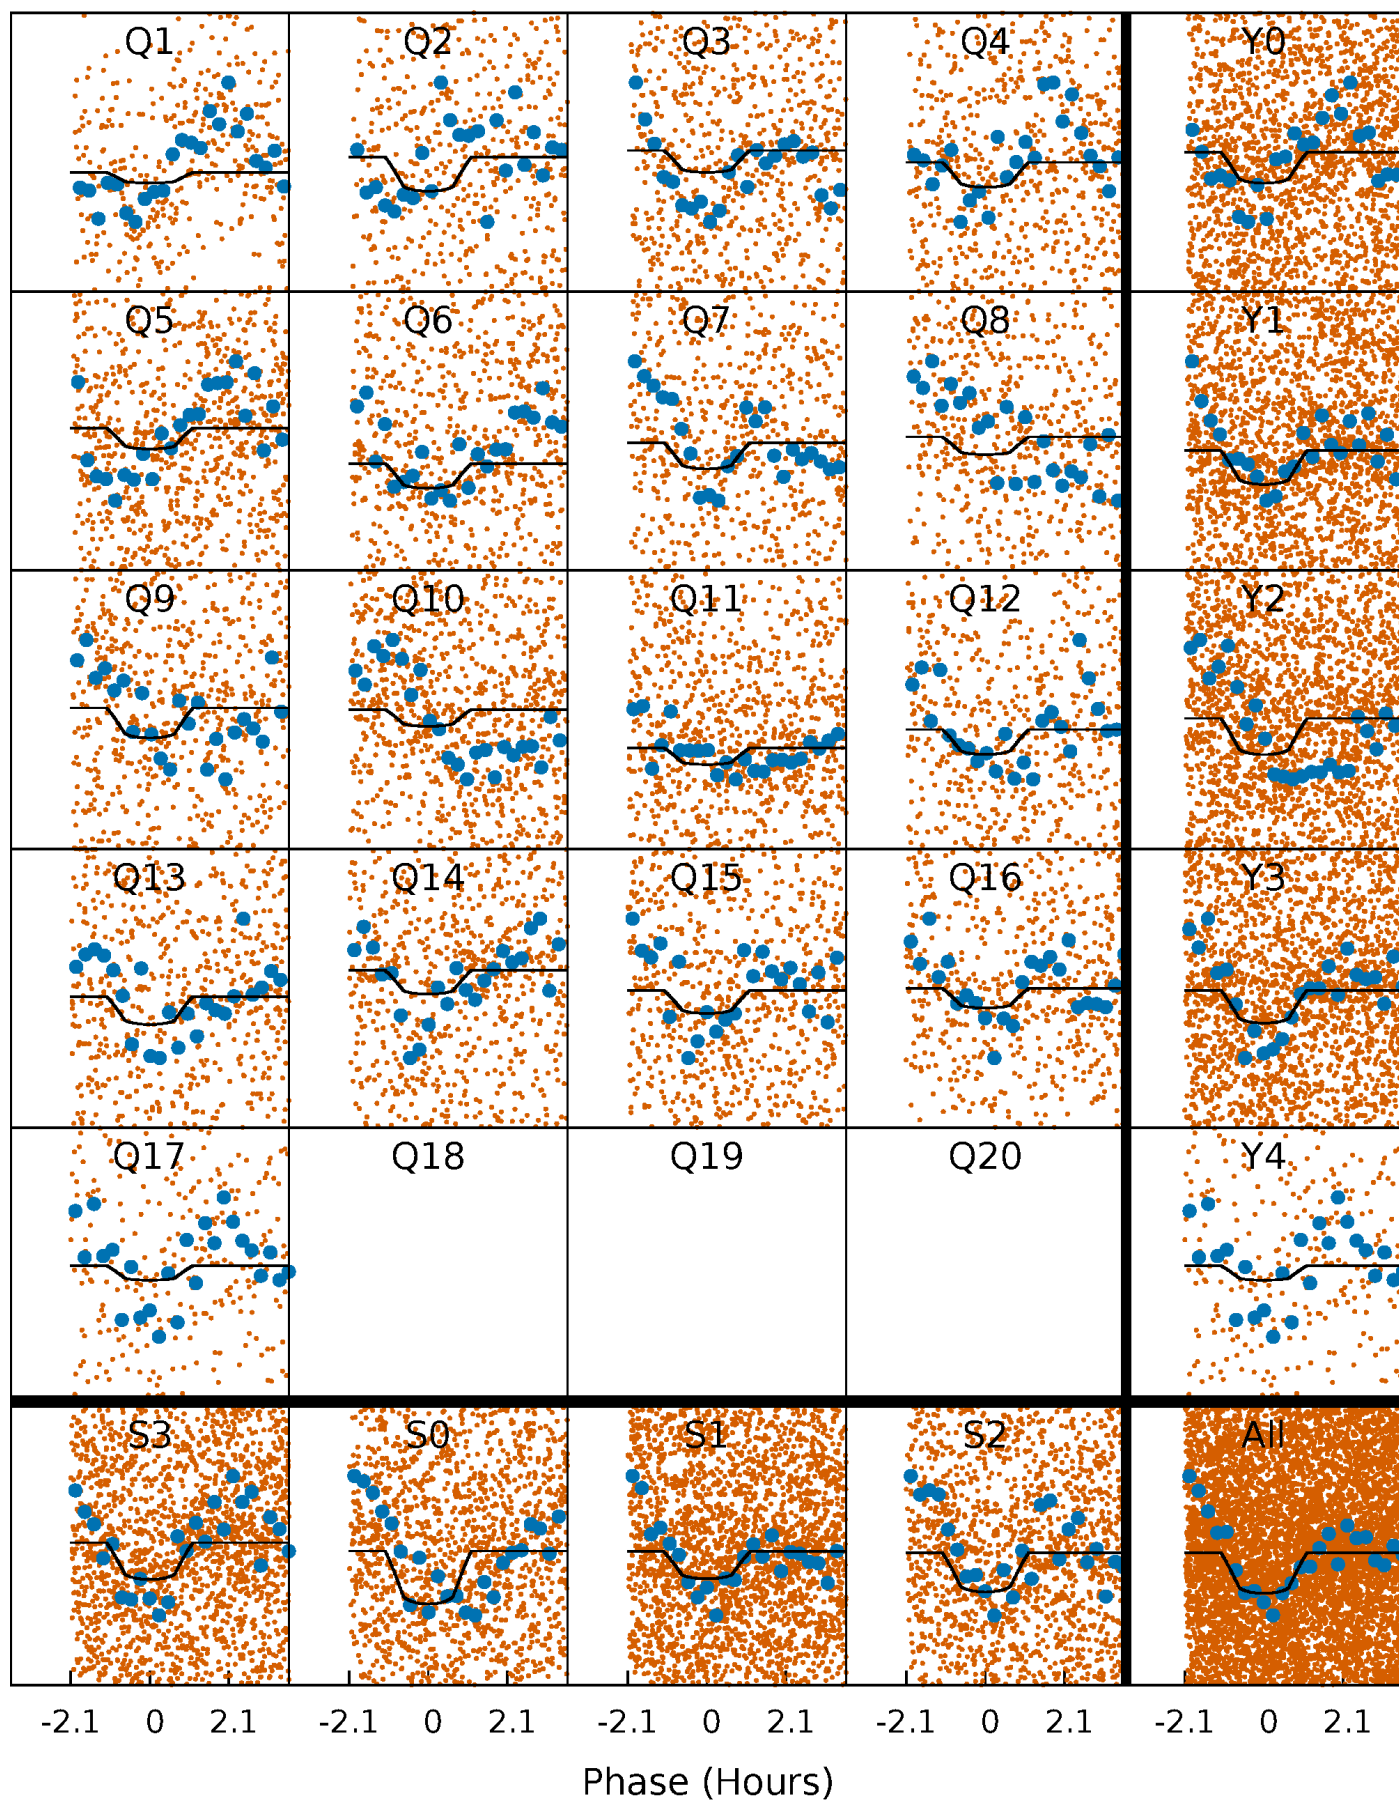 Q1 Q2 Q3 Q4 Y0
Q5 Q6 Q7 Q8 Y1
Q9 Q10 Q11 Q12 Y2
Q13 Q14 Q15 Q16 Y3
Q17 Q18 Q19 Q20 Y4
S3 S0 S1 S2 All
-2.1 0 2.1 -2.1 0 2.1 -2.1 0 2.1 -2.1 0 2.1 -2.1 0 2.1
Phase (Hours)